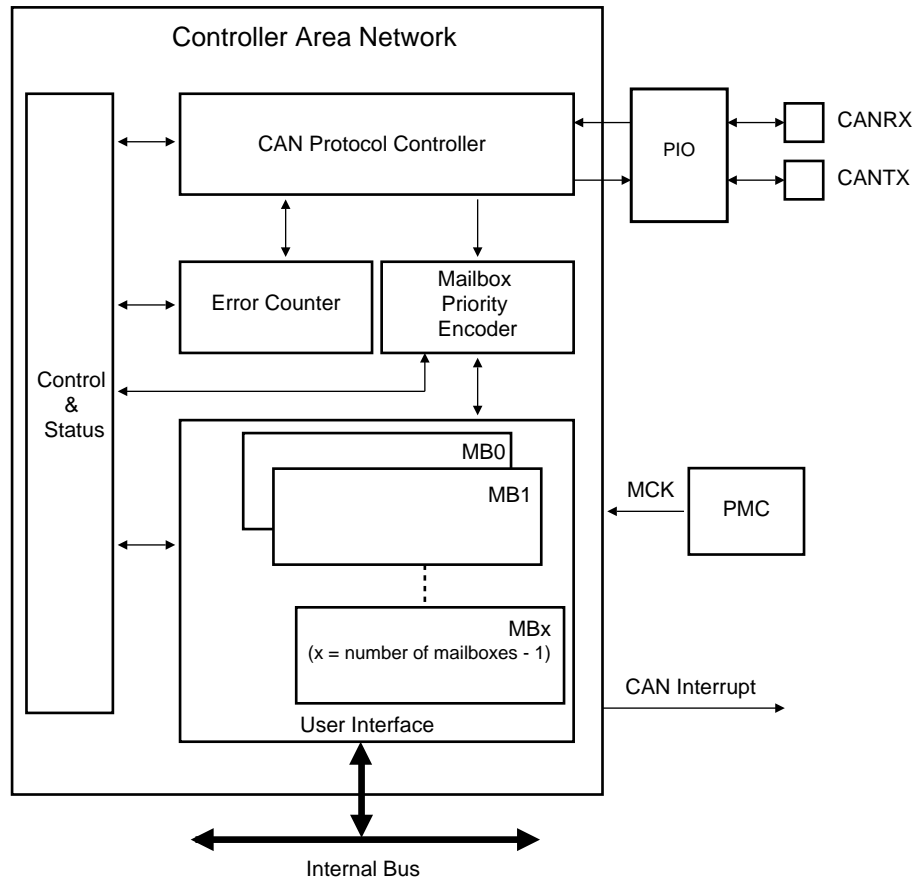 Controller Area Network
CAN Protocol Controller
PIO
CANRX
CANTX
Error Counter
Mailbox
Priority
Encoder
Control
&
Status
MB0
MB1
MCK
PMC
MBx
(x = number of mailboxes - 1)
CAN Interrupt
User Interface
Internal Bus